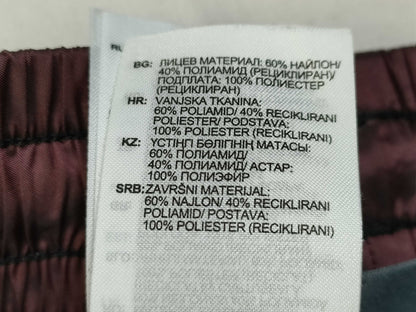 RU
BG: ЛИЦЕВ МАТЕРИАЛ: 60% НАЙЛОН/
40% ПОЛИАМИД (РЕЦИКЛИРАН)/
ПОДПЛАТА: 100% ПОЛИЕСТЕР
(РЕЦИКЛИРАН)
HR: VANJSKA TKANINA:
60% POLIAMID/ 40% RECIKLIRANI
POLIESTER/ PODSTAVA:
100% POLIESTER (RECIKLIRANI)
KZ: ҮСТІҢГІ БӨЛІГІНІҢ МАТАСЫ:
60% ПОЛИАМИД/
40% ПОЛИАМИД/ АСТАР:
100% ПОЛИЭФИР
SRB: ZAVRŠNI MATERIJAL:
60% NAJLON/ 40% RECIKLIRANI
POLIAMID/ POSTAVA:
100% POLIESTER (RECIKLIRANI)